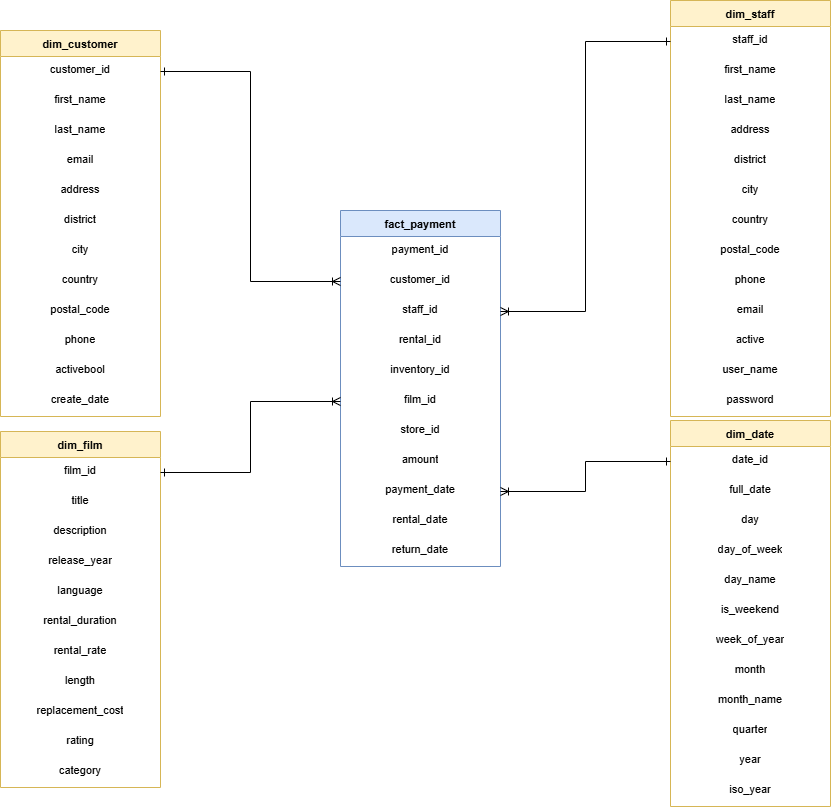 dim_customer
customer_id
first_name
last_name
email
address
district
city
country
postal_code
phone
activebool
create_date
dim_film
film_id
title
description
release_year
language
rental_duration
rental_rate
length
replacement_cost
rating
category
fact_payment
payment_id
customer_id
staff_id
rental_id
inventory_id
film_id
store_id
amount
payment_date
rental_date
return_date
dim_staff
staff_id
first_name
last_name
address
district
city
country
postal_code
phone
email
active
user_name
password
dim_date
date_id
full_date
day
day_of_week
day_name
is_weekend
week_of_year
month
month_name
quarter
year
iso_year